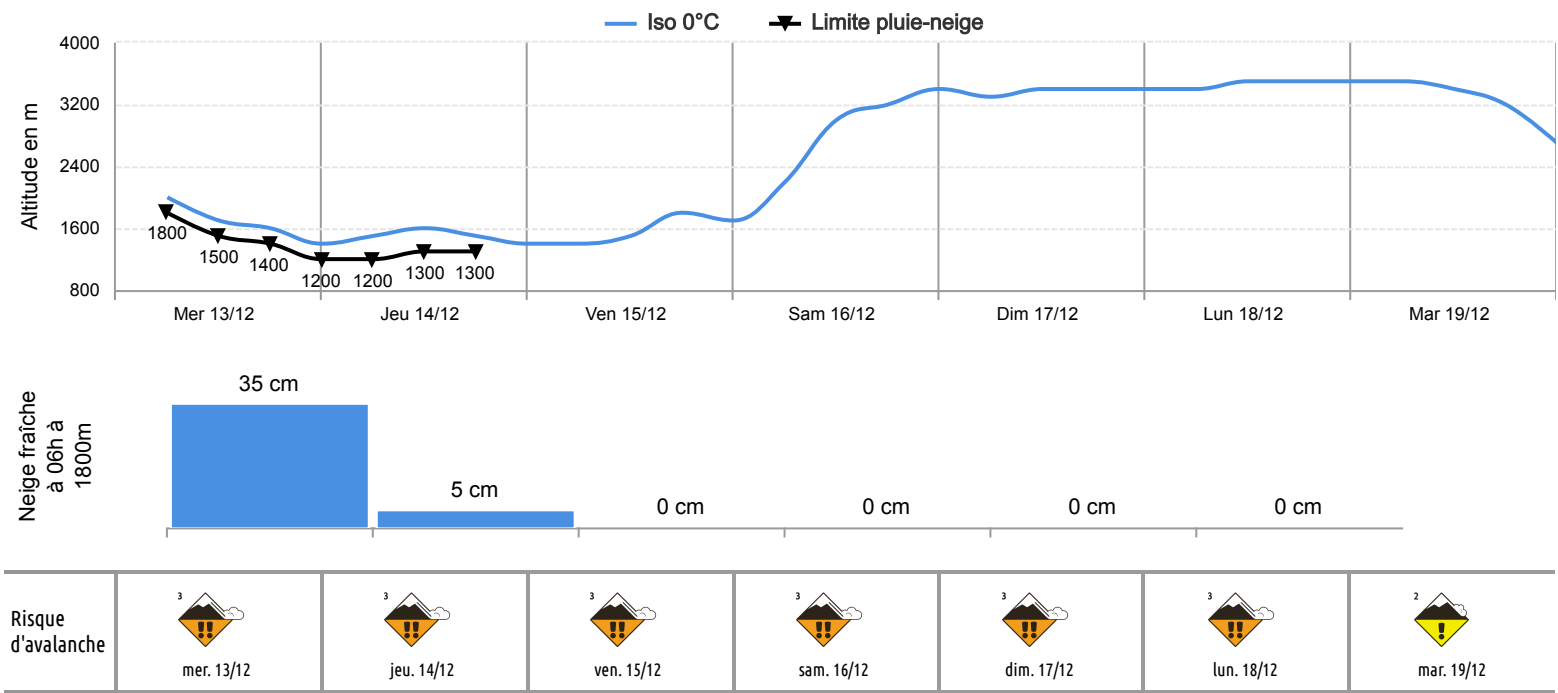 Iso 0°C Limite pluie-neige
Altitude en m
4000
3200
2400
1600
800
1800
1500
1400
1200
1200
1300
1300
Mer 13/12 Jeu 14/12 Ven 15/12 Sam 16/12 Dim 17/12 Lun 18/12 Mar 19/12
Neige fraîche
à 06h à
1800m
35 cm
5 cm
0 cm 0 cm 0 cm 0 cm
Risque
d'avalanche
3 3 3 3 3 3 2
!! !! !! !! !! !! !
mer. 13/12 jeu. 14/12 ven. 15/12 sam. 16/12 dim. 17/12 lun. 18/12 mar. 19/12